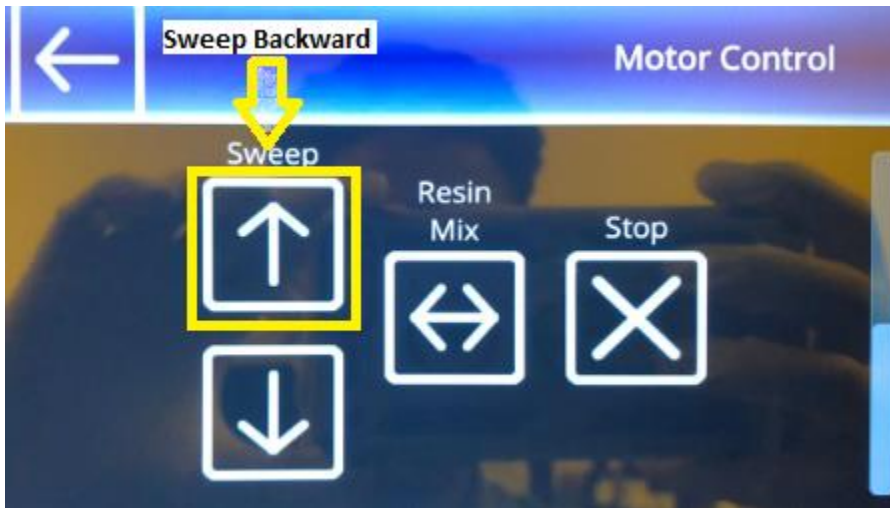 Sweep Backward
Motor Control
Sweep
Resin
Mix
Stop